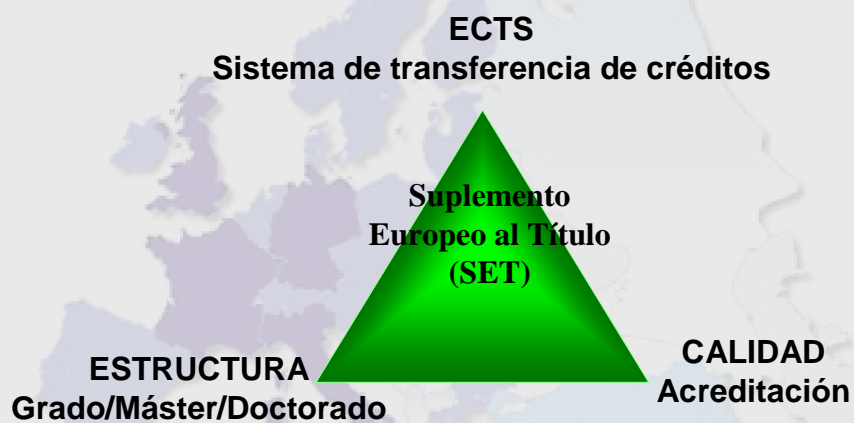 ECTS
Sistema de transferencia de créditos
Suplemento
Europeo al Título
(SET)
ESTRUCTURA
Grado/Máster/Doctorado
CALIDAD
Acreditación